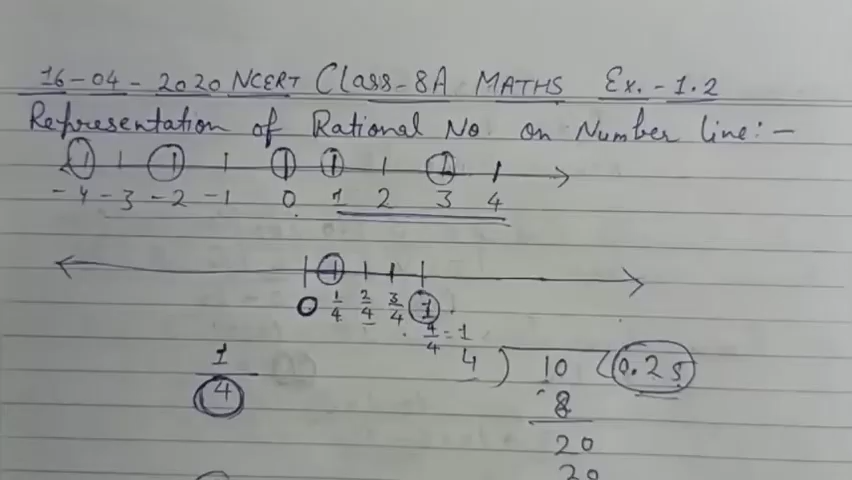 16-04-2020 NCERT Class-8A MATHS Ex.-1.2
Representation of Rational No. on Number line:-
-4 -3 -2 -1 0 1 2 3 4
0 1/4 2/4 3/4 1
4/4 = 1
1/4
4 ) 10 ( 0.25
8
20
20